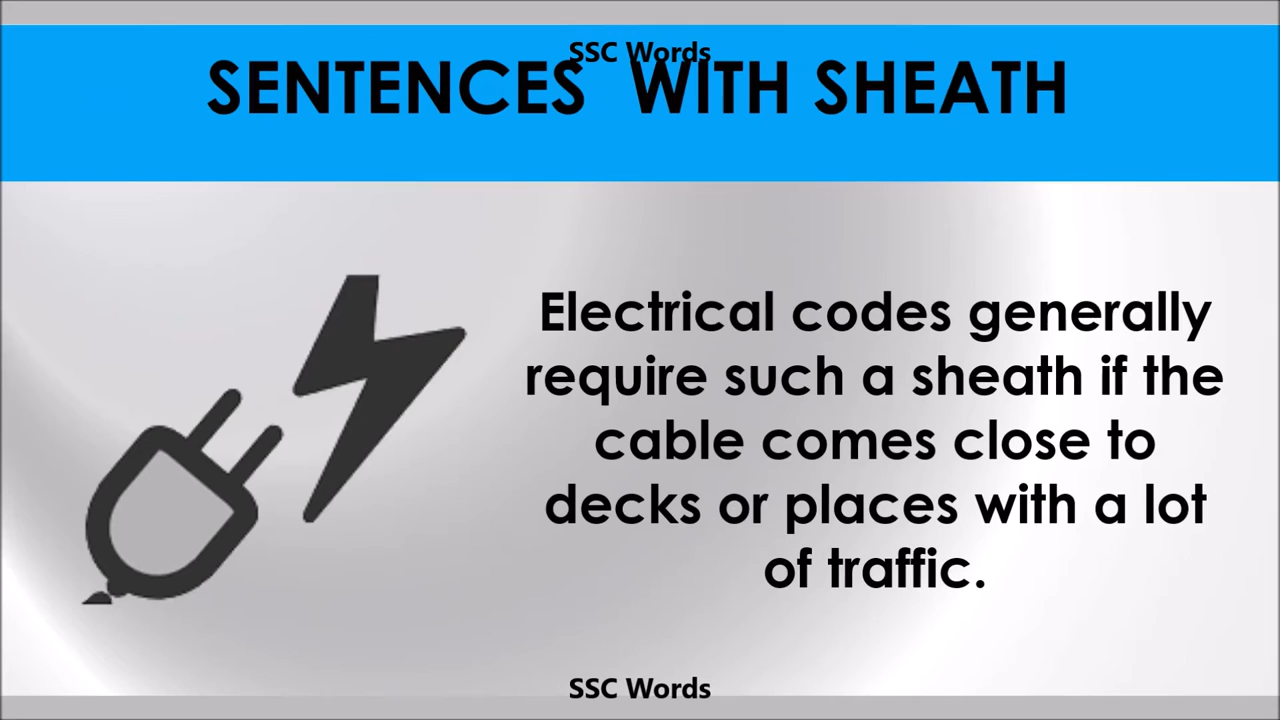 SSC Words
SENTENCES WITH SHEATH
Electrical codes generally
require such a sheath if the
cable comes close to
decks or places with a lot
of traffic.
SSC Words